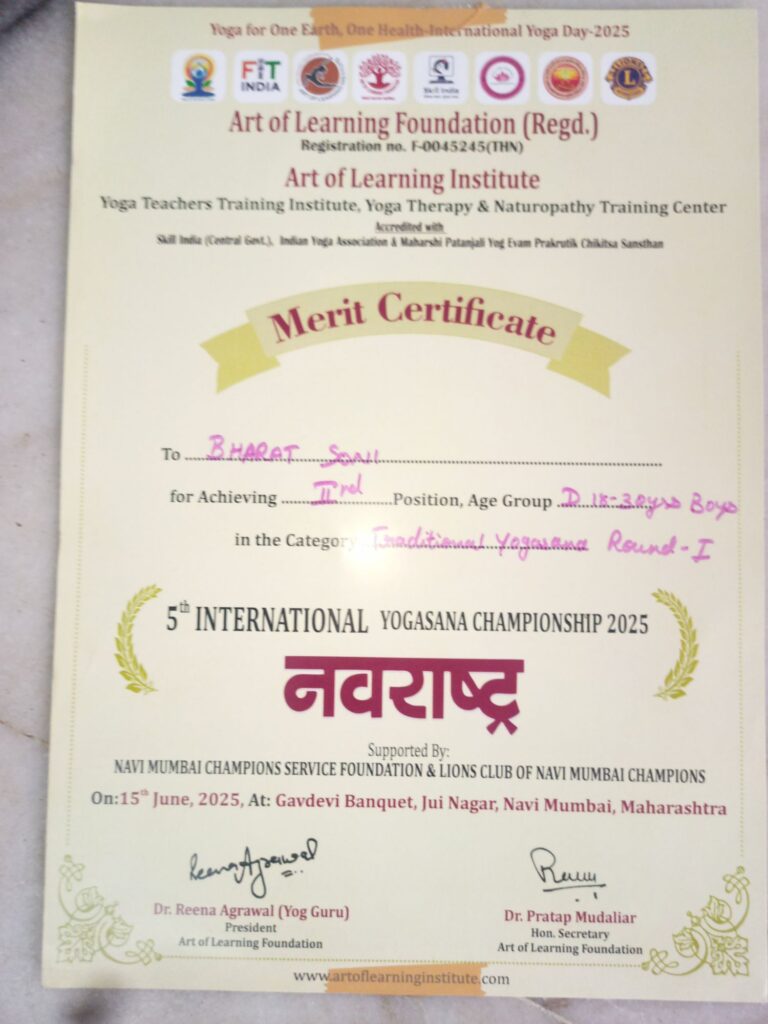 Yoga for One Earth, One Health-International Yoga Day-2025
FIT
INDIA
Skill India
L
Art of Learning Foundation (Regd.)
Registration no. F-0045245(THN)
Art of Learning Institute
Yoga Teachers Training Institute, Yoga Therapy & Naturopathy Training Center
Accredited with
Skill India (Central Govt.), Indian Yoga Association & Maharshi Patanjali Yog Evam Prakrutik Chikitsa Sansthan
Merit Certificate
To BHARAT SONI
for Achieving IInd Position, Age Group D 18-30yrs Boys
in the Category Traditional Yogasana Round-I
5th INTERNATIONAL YOGASANA CHAMPIONSHIP 2025
नवराष्ट्र
Supported By:
NAVI MUMBAI CHAMPIONS SERVICE FOUNDATION & LIONS CLUB OF NAVI MUMBAI CHAMPIONS
On:15th June, 2025, At: Gavdevi Banquet, Jui Nagar, Navi Mumbai, Maharashtra
Reena Agrawal
Dr. Reena Agrawal (Yog Guru)
President
Art of Learning Foundation
Dr. Pratap Mudaliar
Hon. Secretary
Art of Learning Foundation
www.artoflearninginstitute.com